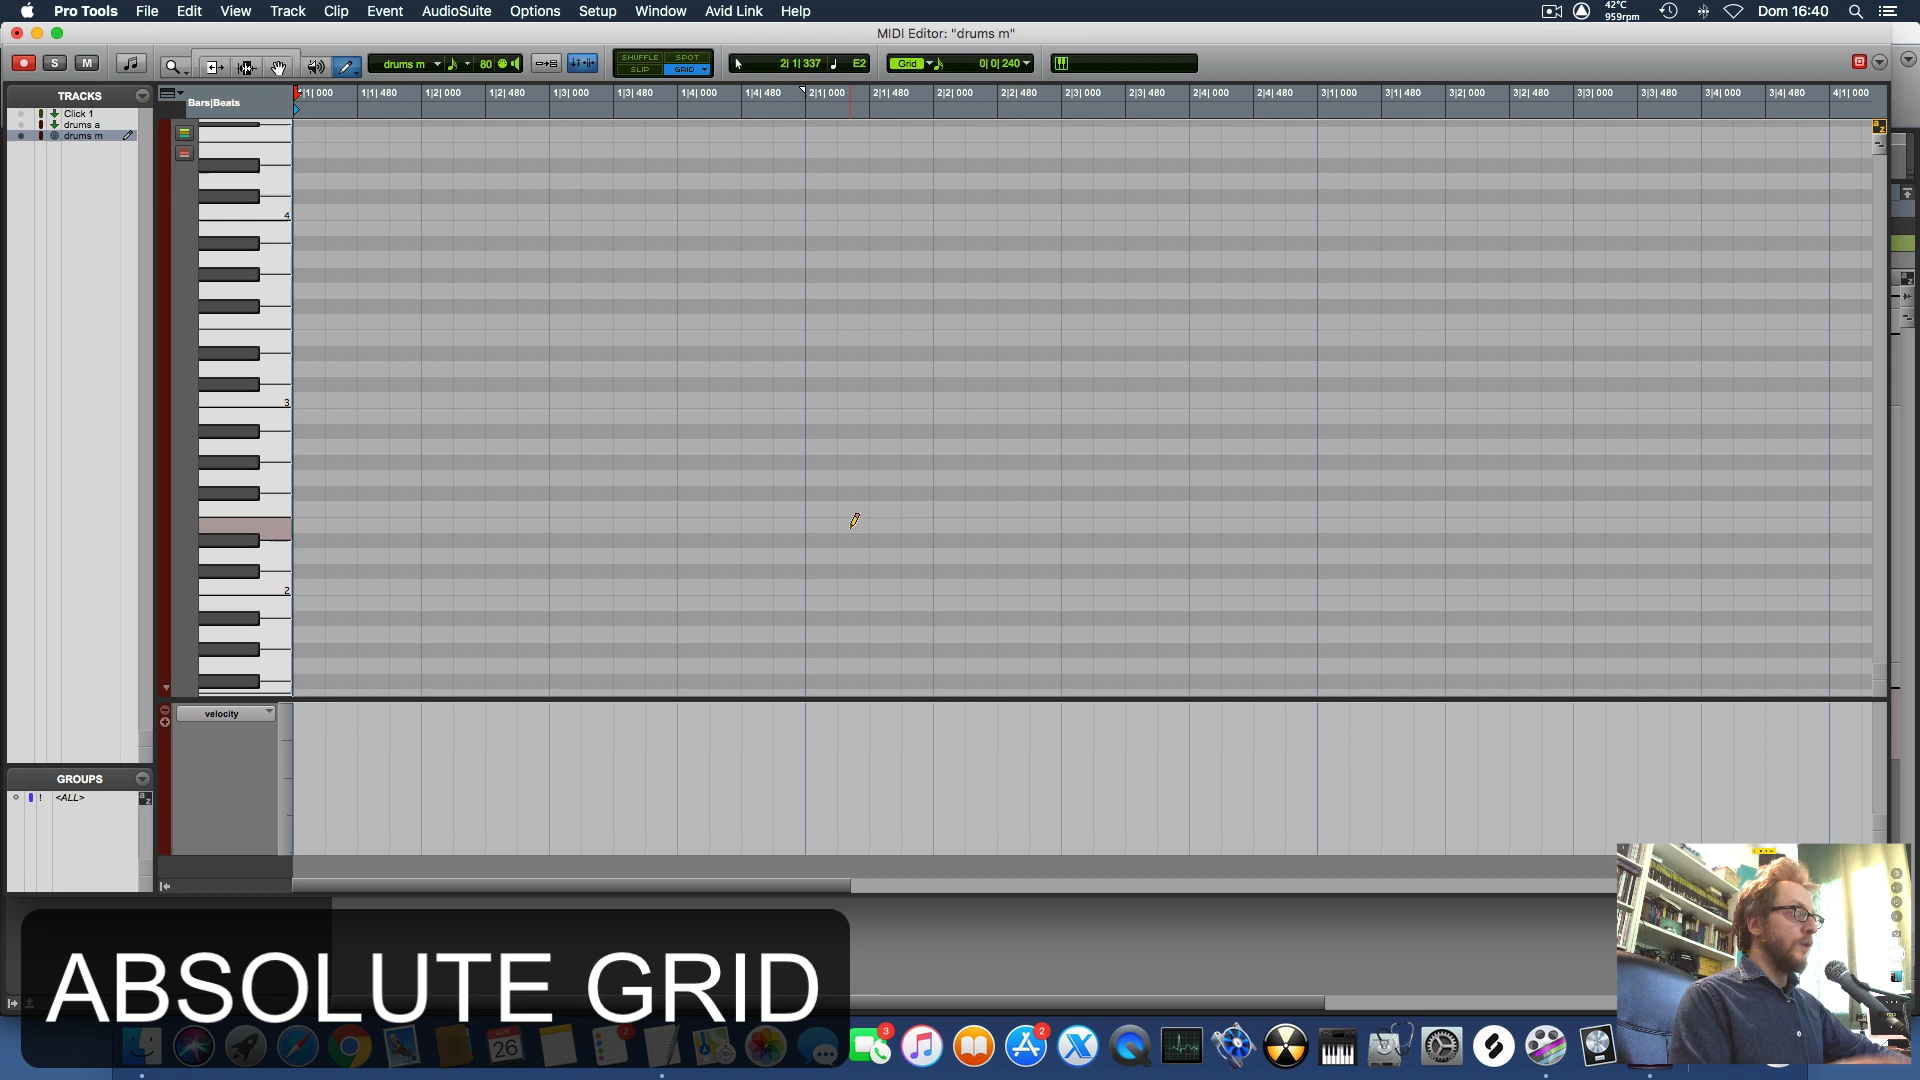 Pro Tools File Edit View Track Clip Event AudioSuite Options Setup Window Avid Link Help
42°C
959rpm
Dom 16:40
MIDI Editor: "drums m"
S M
drums m 80
SHUFFLE SPOT
SLIP GRID
2| 1| 337 E2
Grid 0| 0| 240
TRACKS
Click 1
drums a
drums m
Bars|Beats
1|1| 000 1|1| 480 1|2| 000 1|2| 480 1|3| 000 1|3| 480 1|4| 000 1|4| 480 2|1| 000 2|1| 480 2|2| 000 2|2| 480 2|3| 000 2|3| 480 2|4| 000 2|4| 480 3|1| 000 3|1| 480 3|2| 000 3|2| 480 3|3| 000 3|3| 480 3|4| 000 3|4| 480 4|1| 000
4
3
2
velocity
GROUPS
! <ALL>
a z
ABSOLUTE GRID
APR
26
2
3
2